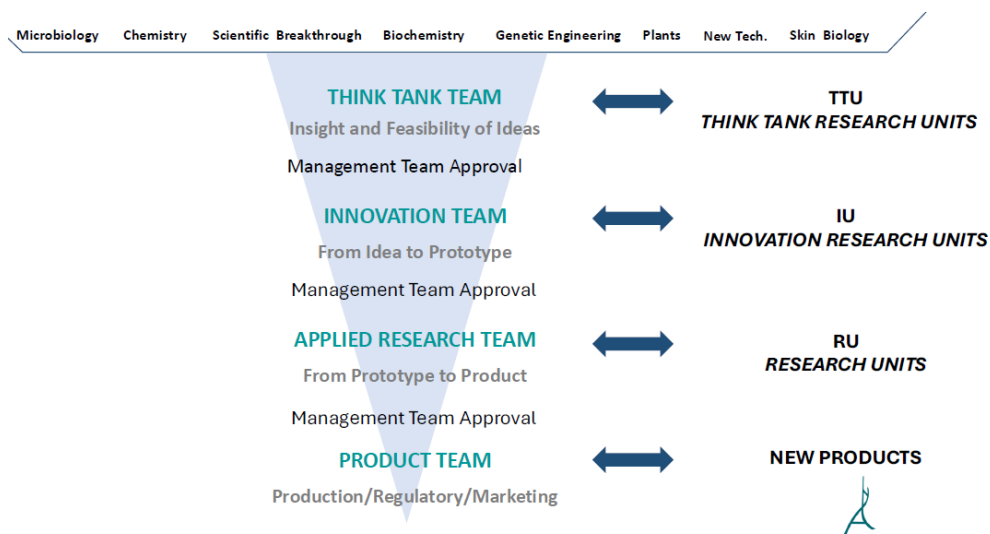 Microbiology Chemistry Scientific Breakthrough Biochemistry Genetic Engineering Plants New Tech. Skin Biology
THINK TANK TEAM
Insight and Feasibility of Ideas
Management Team Approval
TTU
THINK TANK RESEARCH UNITS
INNOVATION TEAM
From Idea to Prototype
Management Team Approval
IU
INNOVATION RESEARCH UNITS
APPLIED RESEARCH TEAM
From Prototype to Product
Management Team Approval
RU
RESEARCH UNITS
PRODUCT TEAM
Production/Regulatory/Marketing
NEW PRODUCTS